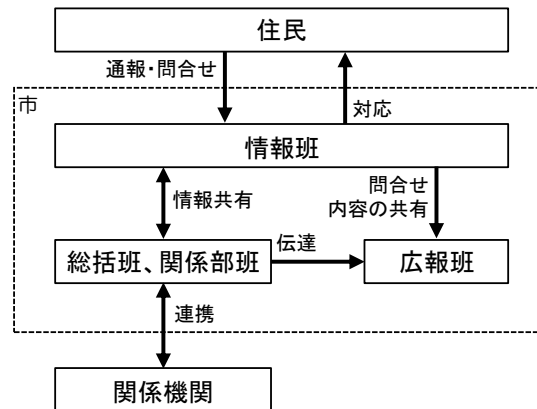 住民
通報・問合せ
対応
市
情報班
情報共有
問合せ
内容の共有
総括班、関係部班
伝達
広報班
連携
関係機関